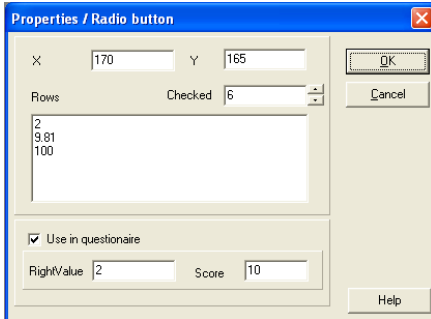 Properties / Radio button
X 170 Y 165 OK
Rows Checked 6 Cancel
2
9.81
100
Use in questionaire
RightValue 2 Score 10
Help